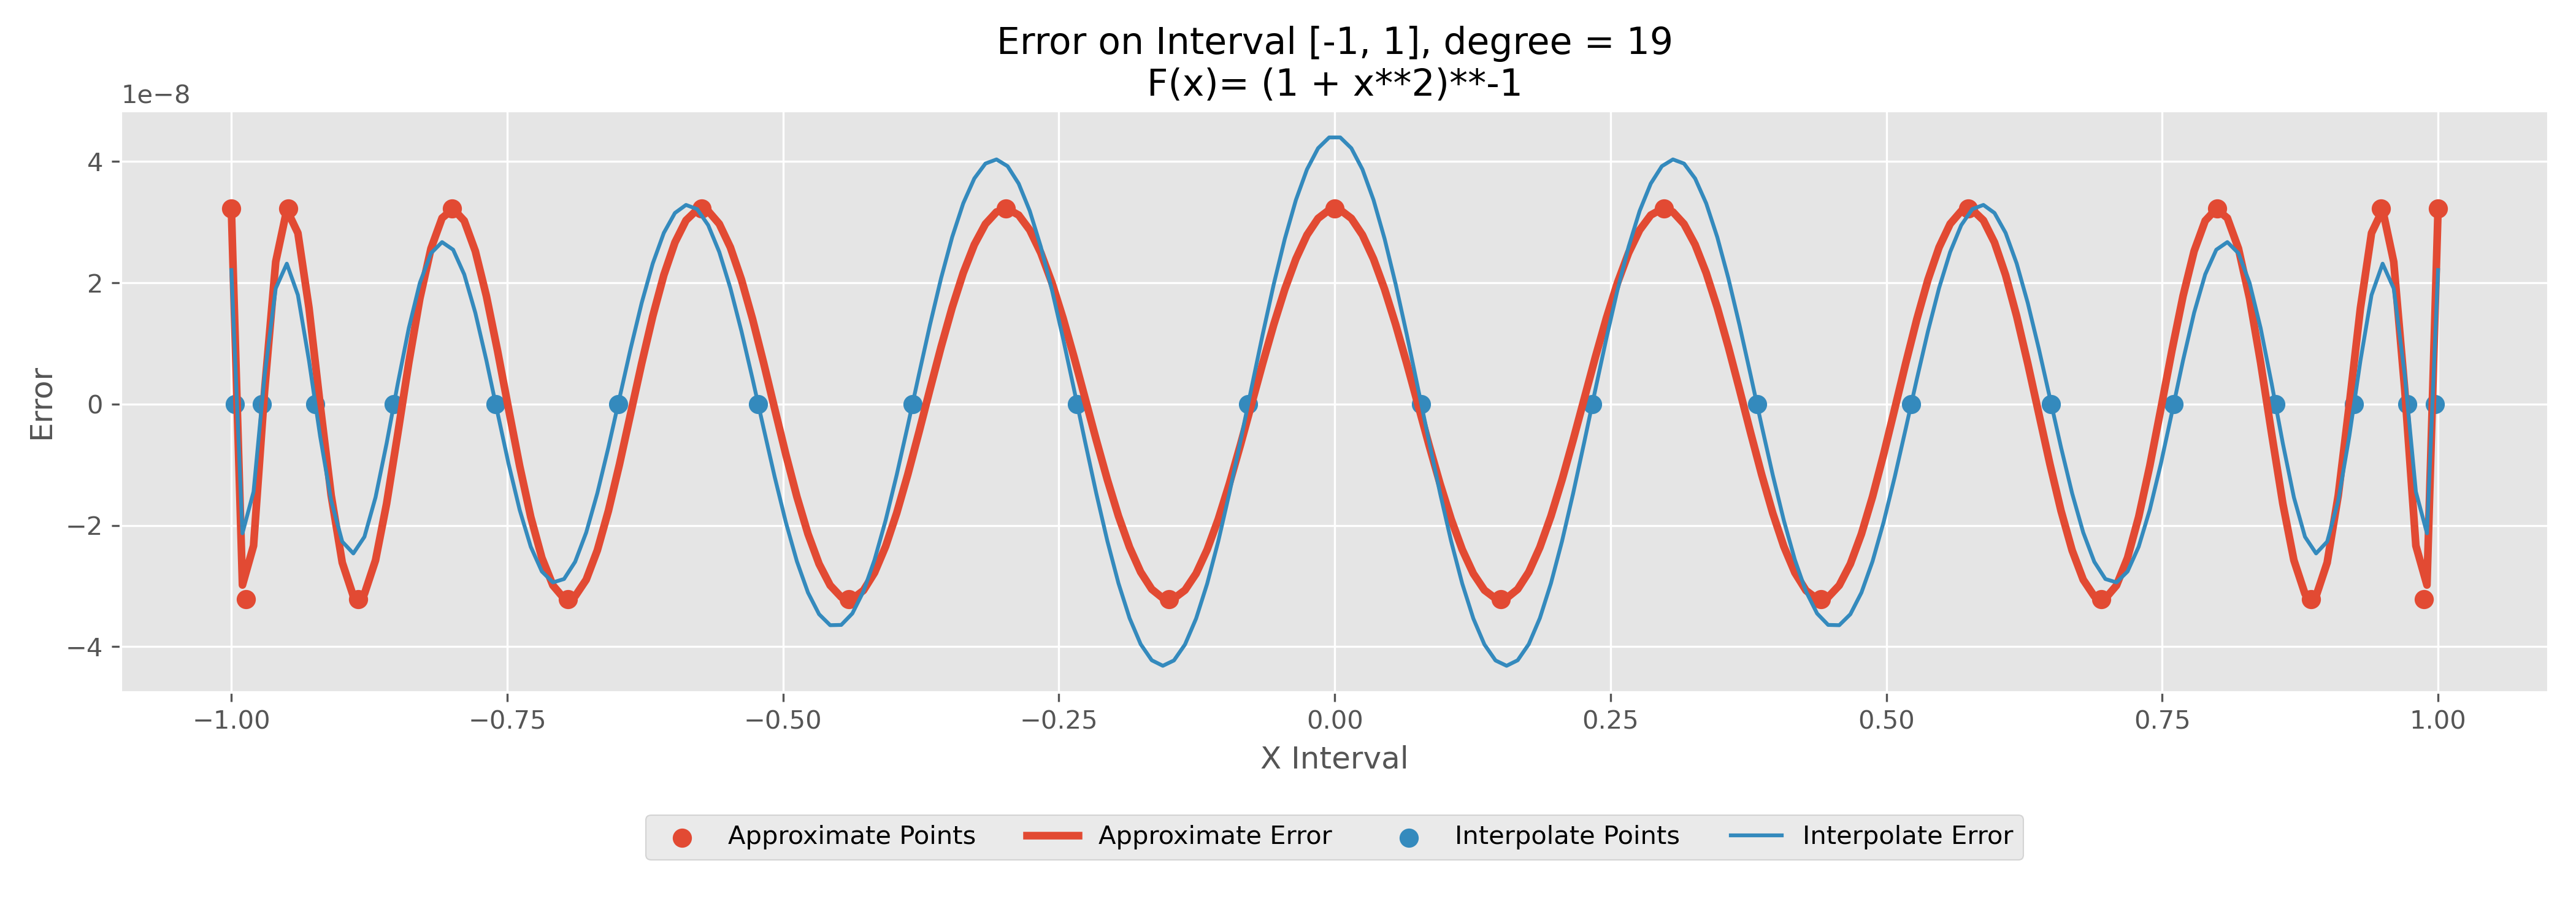 Error on Interval [-1, 1], degree = 19
F(x)= (1 + x**2)**-1
1e−8
4
2
0
−2
−4
Error
−1.00 −0.75 −0.50 −0.25 0.00 0.25 0.50 0.75 1.00
X Interval
Approximate Points Approximate Error Interpolate Points Interpolate Error